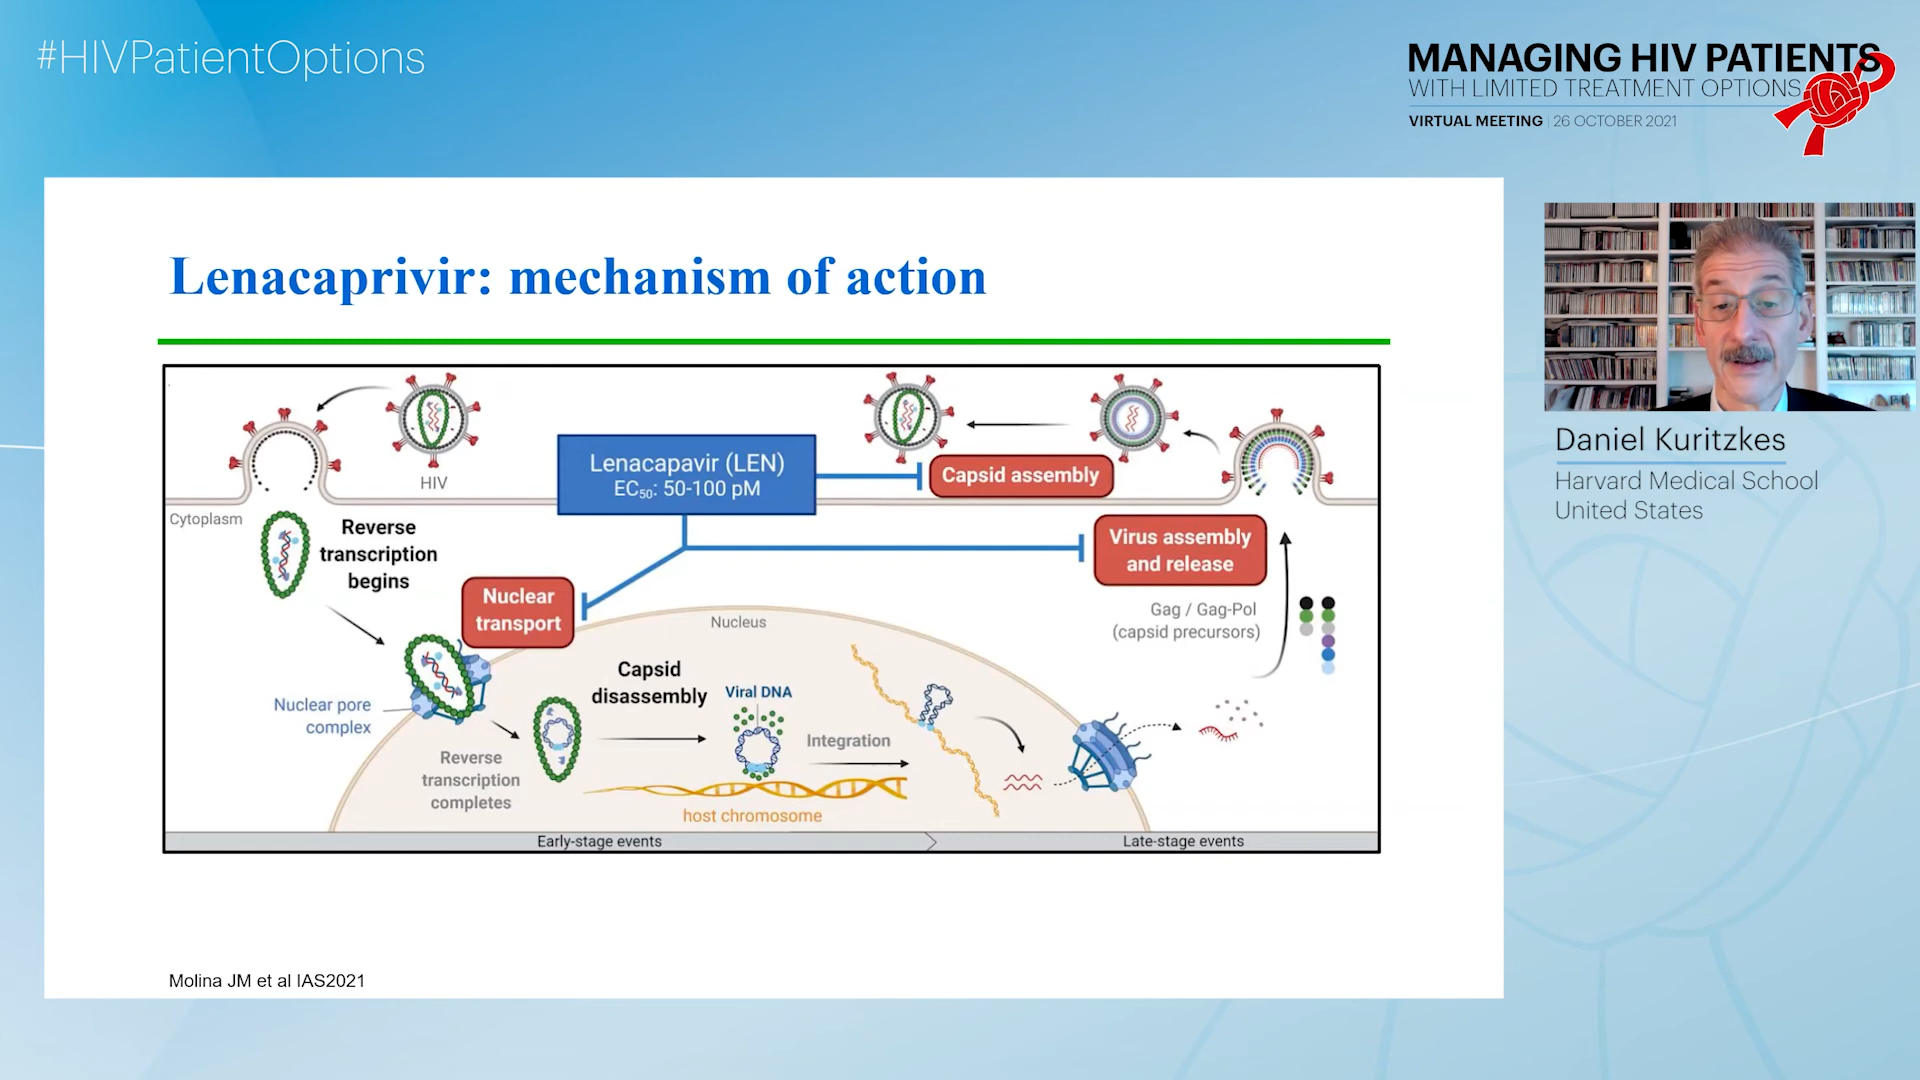 #HIVPatientOptions
MANAGING HIV PATIENTS
WITH LIMITED TREATMENT OPTIONS
VIRTUAL MEETING | 26 OCTOBER 2021
Lenacaprivir: mechanism of action
HIV
Lenacapavir (LEN)
EC50: 50-100 pM
Capsid assembly
Cytoplasm
Reverse
transcription
begins
Virus assembly
and release
Nuclear
transport
Gag / Gag-Pol
(capsid precursors)
Nucleus
Capsid
disassembly
Viral DNA
Nuclear pore
complex
Integration
Reverse
transcription
completes
host chromosome
Early-stage events
Late-stage events
Molina JM et al IAS2021
Daniel Kuritzkes
Harvard Medical School
United States